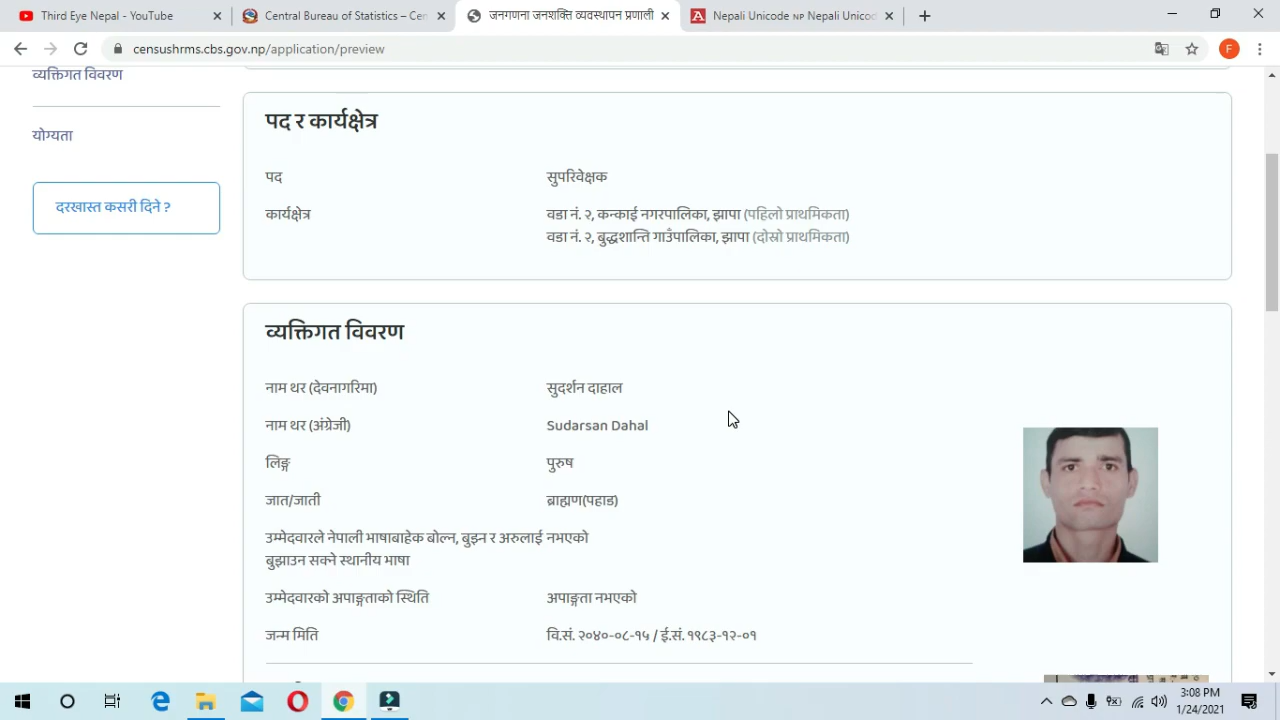 Third Eye Nepal - YouTube
Central Bureau of Statistics – Cen
जनगणना जनशक्ति व्यवस्थापन प्रणाली
Nepali Unicode NP Nepali Unicod
censushrms.cbs.gov.np/application/preview
F
व्यक्तिगत विवरण
योग्यता
दरखास्त कसरी दिने ?
पद र कार्यक्षेत्र
पद सुपरिवेक्षक
कार्यक्षेत्र वडा नं. २, कन्काई नगरपालिका, झापा (पहिलो प्राथमिकता)
वडा नं. २, बुद्धशान्ति गाउँपालिका, झापा (दोस्रो प्राथमिकता)
व्यक्तिगत विवरण
नाम थर (देवनागरिमा) सुदर्शन दाहाल
नाम थर (अंग्रेजी) Sudarsan Dahal
लिङ्ग पुरुष
जात/जाती ब्राह्मण(पहाड)
उम्मेदवारले नेपाली भाषाबाहेक बोल्न, बुझ्न र अरुलाई नभएको
बुझाउन सक्ने स्थानीय भाषा
उम्मेदवारको अपाङ्गताको स्थिति अपाङ्गता नभएको
जन्म मिति वि.सं. २०४०-०८-१५ / ई.सं. १९८३-१२-०१
3:08 PM
1/24/2021